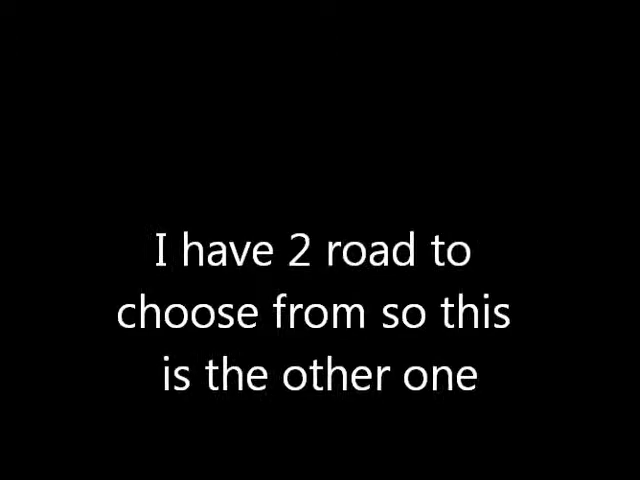 I have 2 road to
choose from so this
is the other one